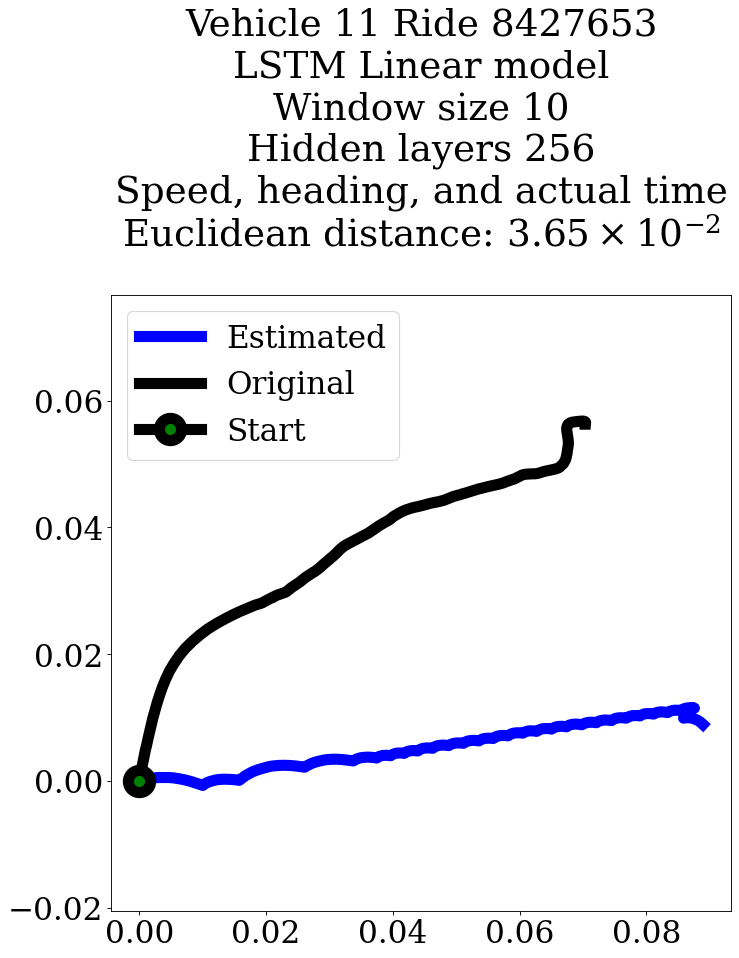 Vehicle 11 Ride 8427653
LSTM Linear model
Window size 10
Hidden layers 256
Speed, heading, and actual time
Euclidean distance: 3.65 × 10⁻²
Estimated
Original
Start
0.06
0.04
0.02
0.00
−0.02
0.00 0.02 0.04 0.06 0.08